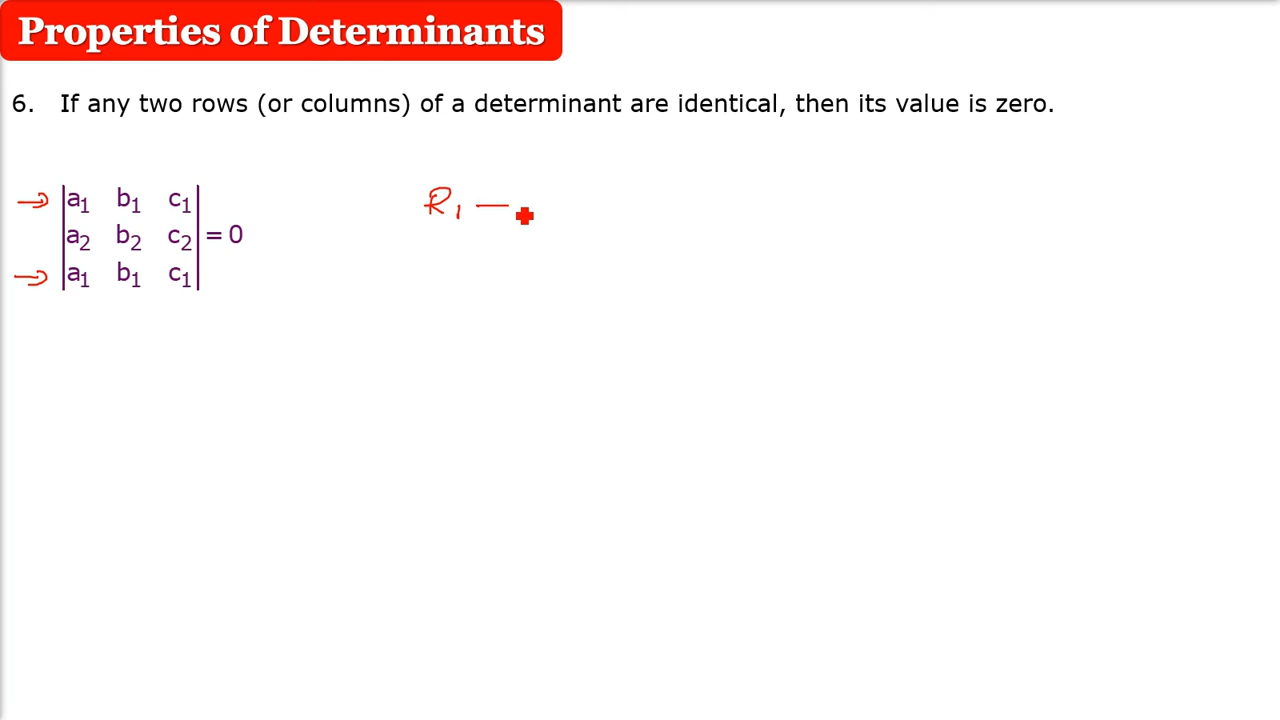 Properties of Determinants
6. If any two rows (or columns) of a determinant are identical, then its value is zero.
→ |a₁ b₁ c₁|
|a₂ b₂ c₂| = 0
→ |a₁ b₁ c₁|
R₁ —